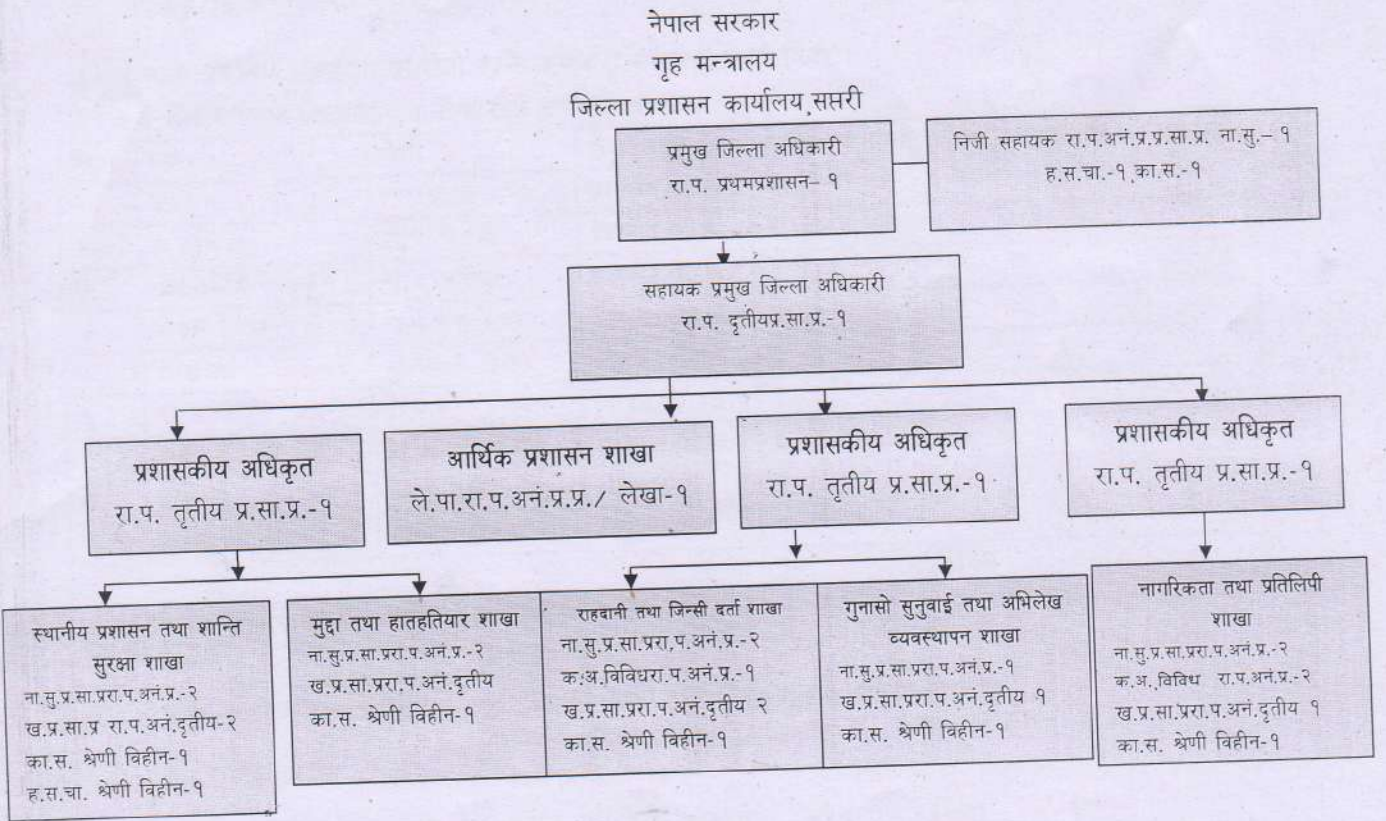 नेपाल सरकार
गृह मन्त्रालय
जिल्ला प्रशासन कार्यालय,सप्तरी
प्रमुख जिल्ला अधिकारी
रा.प. प्रथमप्रशासन– १
निजी सहायक रा.प.अनं.प्र.प्र.सा.प्र. ना.सु.– १
ह.स.चा.-१,का.स.-१
सहायक प्रमुख जिल्ला अधिकारी
रा.प. दृतीयप्र.सा.प्र.-१
प्रशासकीय अधिकृत
रा.प. तृतीय प्र.सा.प्र.-१
आर्थिक प्रशासन शाखा
ले.पा.रा.प.अनं.प्र.प्र./ लेखा-१
प्रशासकीय अधिकृत
रा.प. तृतीय प्र.सा.प्र.-१
प्रशासकीय अधिकृत
रा.प. तृतीय प्र.सा.प्र.-१
स्थानीय प्रशासन तथा शान्ति
सुरक्षा शाखा
ना.सु.प्र.सा.प्ररा.प.अनं.प्र.-२
ख.प्र.सा.प्र रा.प.अनं.दृतीय-२
का.स. श्रेणी विहीन-१
ह.स.चा. श्रेणी विहीन-१
मुद्दा तथा हातहतियार शाखा
ना.सु.प्र.सा.प्ररा.प.अनं.प्र.-२
ख.प्र.सा.प्ररा.प.अनं.दृतीय
का.स. श्रेणी विहीन-१
राहदानी तथा जिन्सी दर्ता शाखा
ना.सु.प्र.सा.प्ररा.प.अनं.प्र.-२
क.अ.विविधरा.प.अनं.प्र.-१
ख.प्र.सा.प्ररा.प.अनं.दृतीय २
का.स. श्रेणी विहीन-१
गुनासो सुनुवाई तथा अभिलेख
व्यवस्थापन शाखा
ना.सु.प्र.सा.प्ररा.प.अनं.प्र.-१
ख.प्र.सा.प्ररा.प.अनं.दृतीय १
का.स. श्रेणी विहीन-१
नागरिकता तथा प्रतिलिपी
शाखा
ना.सु.प्र.सा.प्ररा.प.अनं.प्र.-२
क.अ. विविध रा.प.अनं.प्र.-२
ख.प्र.सा.प्ररा.प.अनं.दृतीय १
का.स. श्रेणी विहीन-१